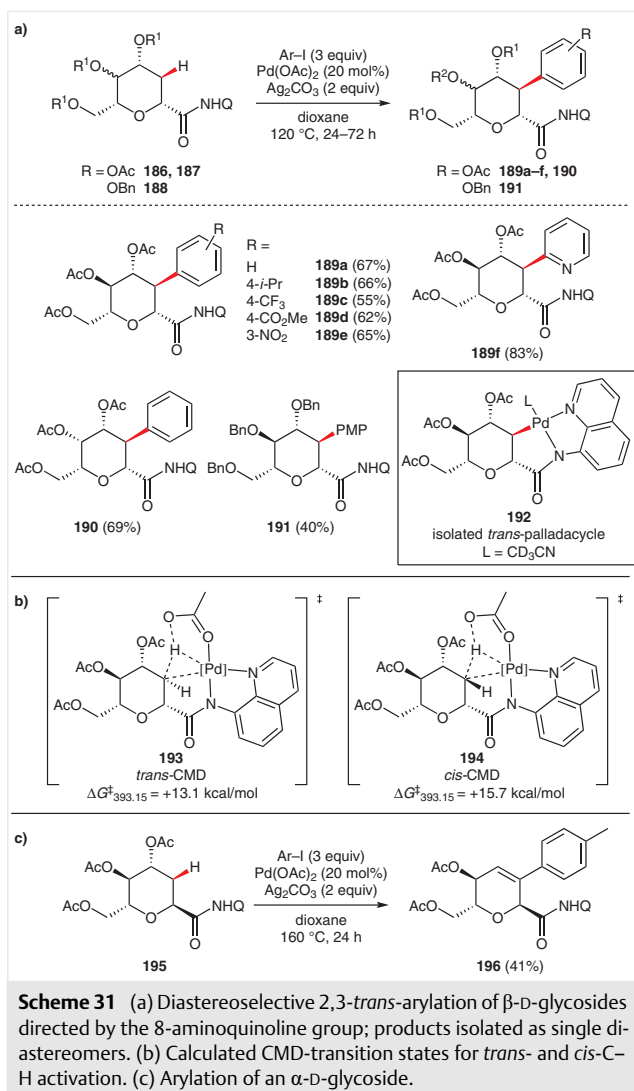 a)
OR¹
R¹O
H
R¹O
O
NHQ
O
Ar–I (3 equiv)
Pd(OAc)₂ (20 mol%)
Ag₂CO₃ (2 equiv)
dioxane
120 °C, 24–72 h
R
OR¹
R²O
R¹O
O
NHQ
O
R = OAc 186, 187
OBn 188
R = OAc 189a–f, 190
OBn 191
R
OAc
AcO
AcO
O
NHQ
O
R =
H 189a (67%)
4-i-Pr 189b (66%)
4-CF₃ 189c (55%)
4-CO₂Me 189d (62%)
3-NO₂ 189e (65%)
OAc
AcO
N
AcO
O
NHQ
O
189f (83%)
OAc
AcO
AcO
O
NHQ
O
190 (69%)
OBn
BnO
PMP
BnO
O
NHQ
O
191 (40%)
OAc
L
AcO
Pd
N
N
AcO
O
O
192
isolated trans-palladacycle
L = CD₃CN
b)
‡
O
O
OAc
H
AcO
[Pd]
N
H
AcO
O
N
O
193
trans-CMD
ΔG‡393.15 = +13.1 kcal/mol
‡
O
O
OAc
H
AcO
[Pd]
N
H
AcO
O
N
O
194
cis-CMD
ΔG‡393.15 = +15.7 kcal/mol
c)
OAc
AcO
H
AcO
O
NHQ
O
195
Ar–I (3 equiv)
Pd(OAc)₂ (20 mol%)
Ag₂CO₃ (2 equiv)
dioxane
160 °C, 24 h
AcO
AcO
O
NHQ
O
196 (41%)
Scheme 31 (a) Diastereoselective 2,3-trans-arylation of β-D-glycosides
directed by the 8-aminoquinoline group; products isolated as single di-
astereomers. (b) Calculated CMD-transition states for trans- and cis-C–
H activation. (c) Arylation of an α-D-glycoside.